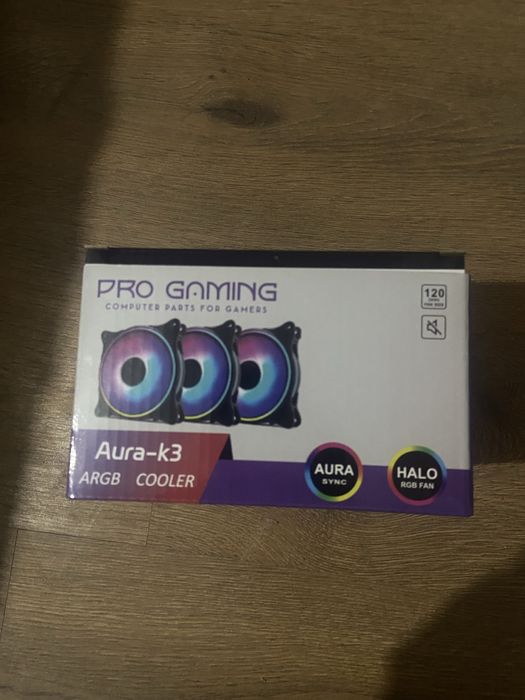 PRO GAMING
COMPUTER PARTS FOR GAMERS
120
Aura-k3
ARGB COOLER
AURA
SYNC
HALO
RGB FAN